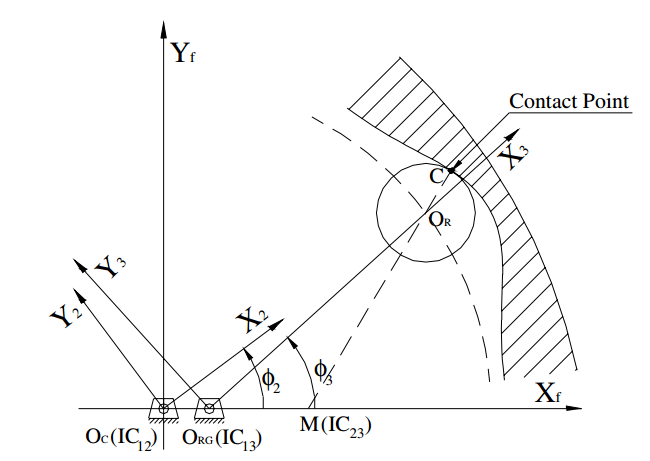 Yf
Contact Point
X3
C
OR
Y3
Y2
X2
ϕ2
ϕ3
Xf
OC(IC12)
ORG(IC13)
M(IC23)